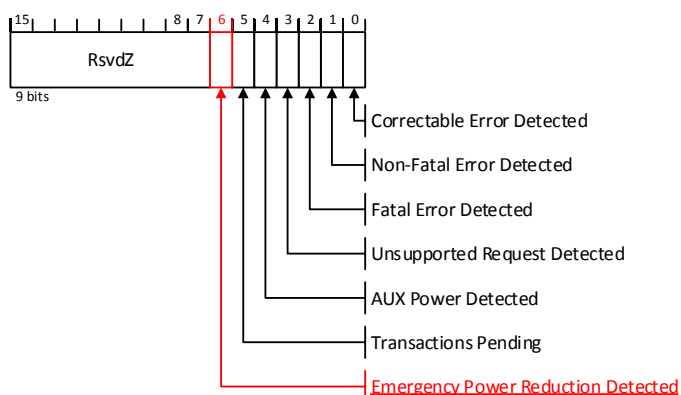 15 8 7 6 5 4 3 2 1 0
RsvdZ
9 bits
Correctable Error Detected
Non-Fatal Error Detected
Fatal Error Detected
Unsupported Request Detected
AUX Power Detected
Transactions Pending
Emergency Power Reduction Detected